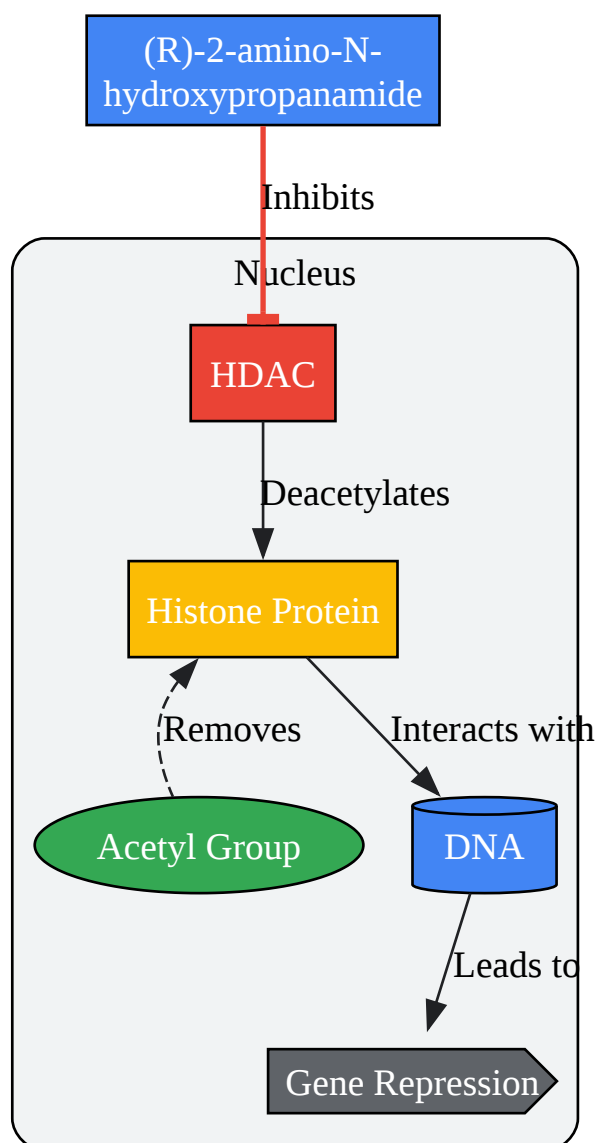 (R)-2-amino-N-
hydroxypropanamide
Inhibits
Nucleus
HDAC
Deacetylates
Histone Protein
Removes
Interacts with
Acetyl Group
DNA
Leads to
Gene Repression